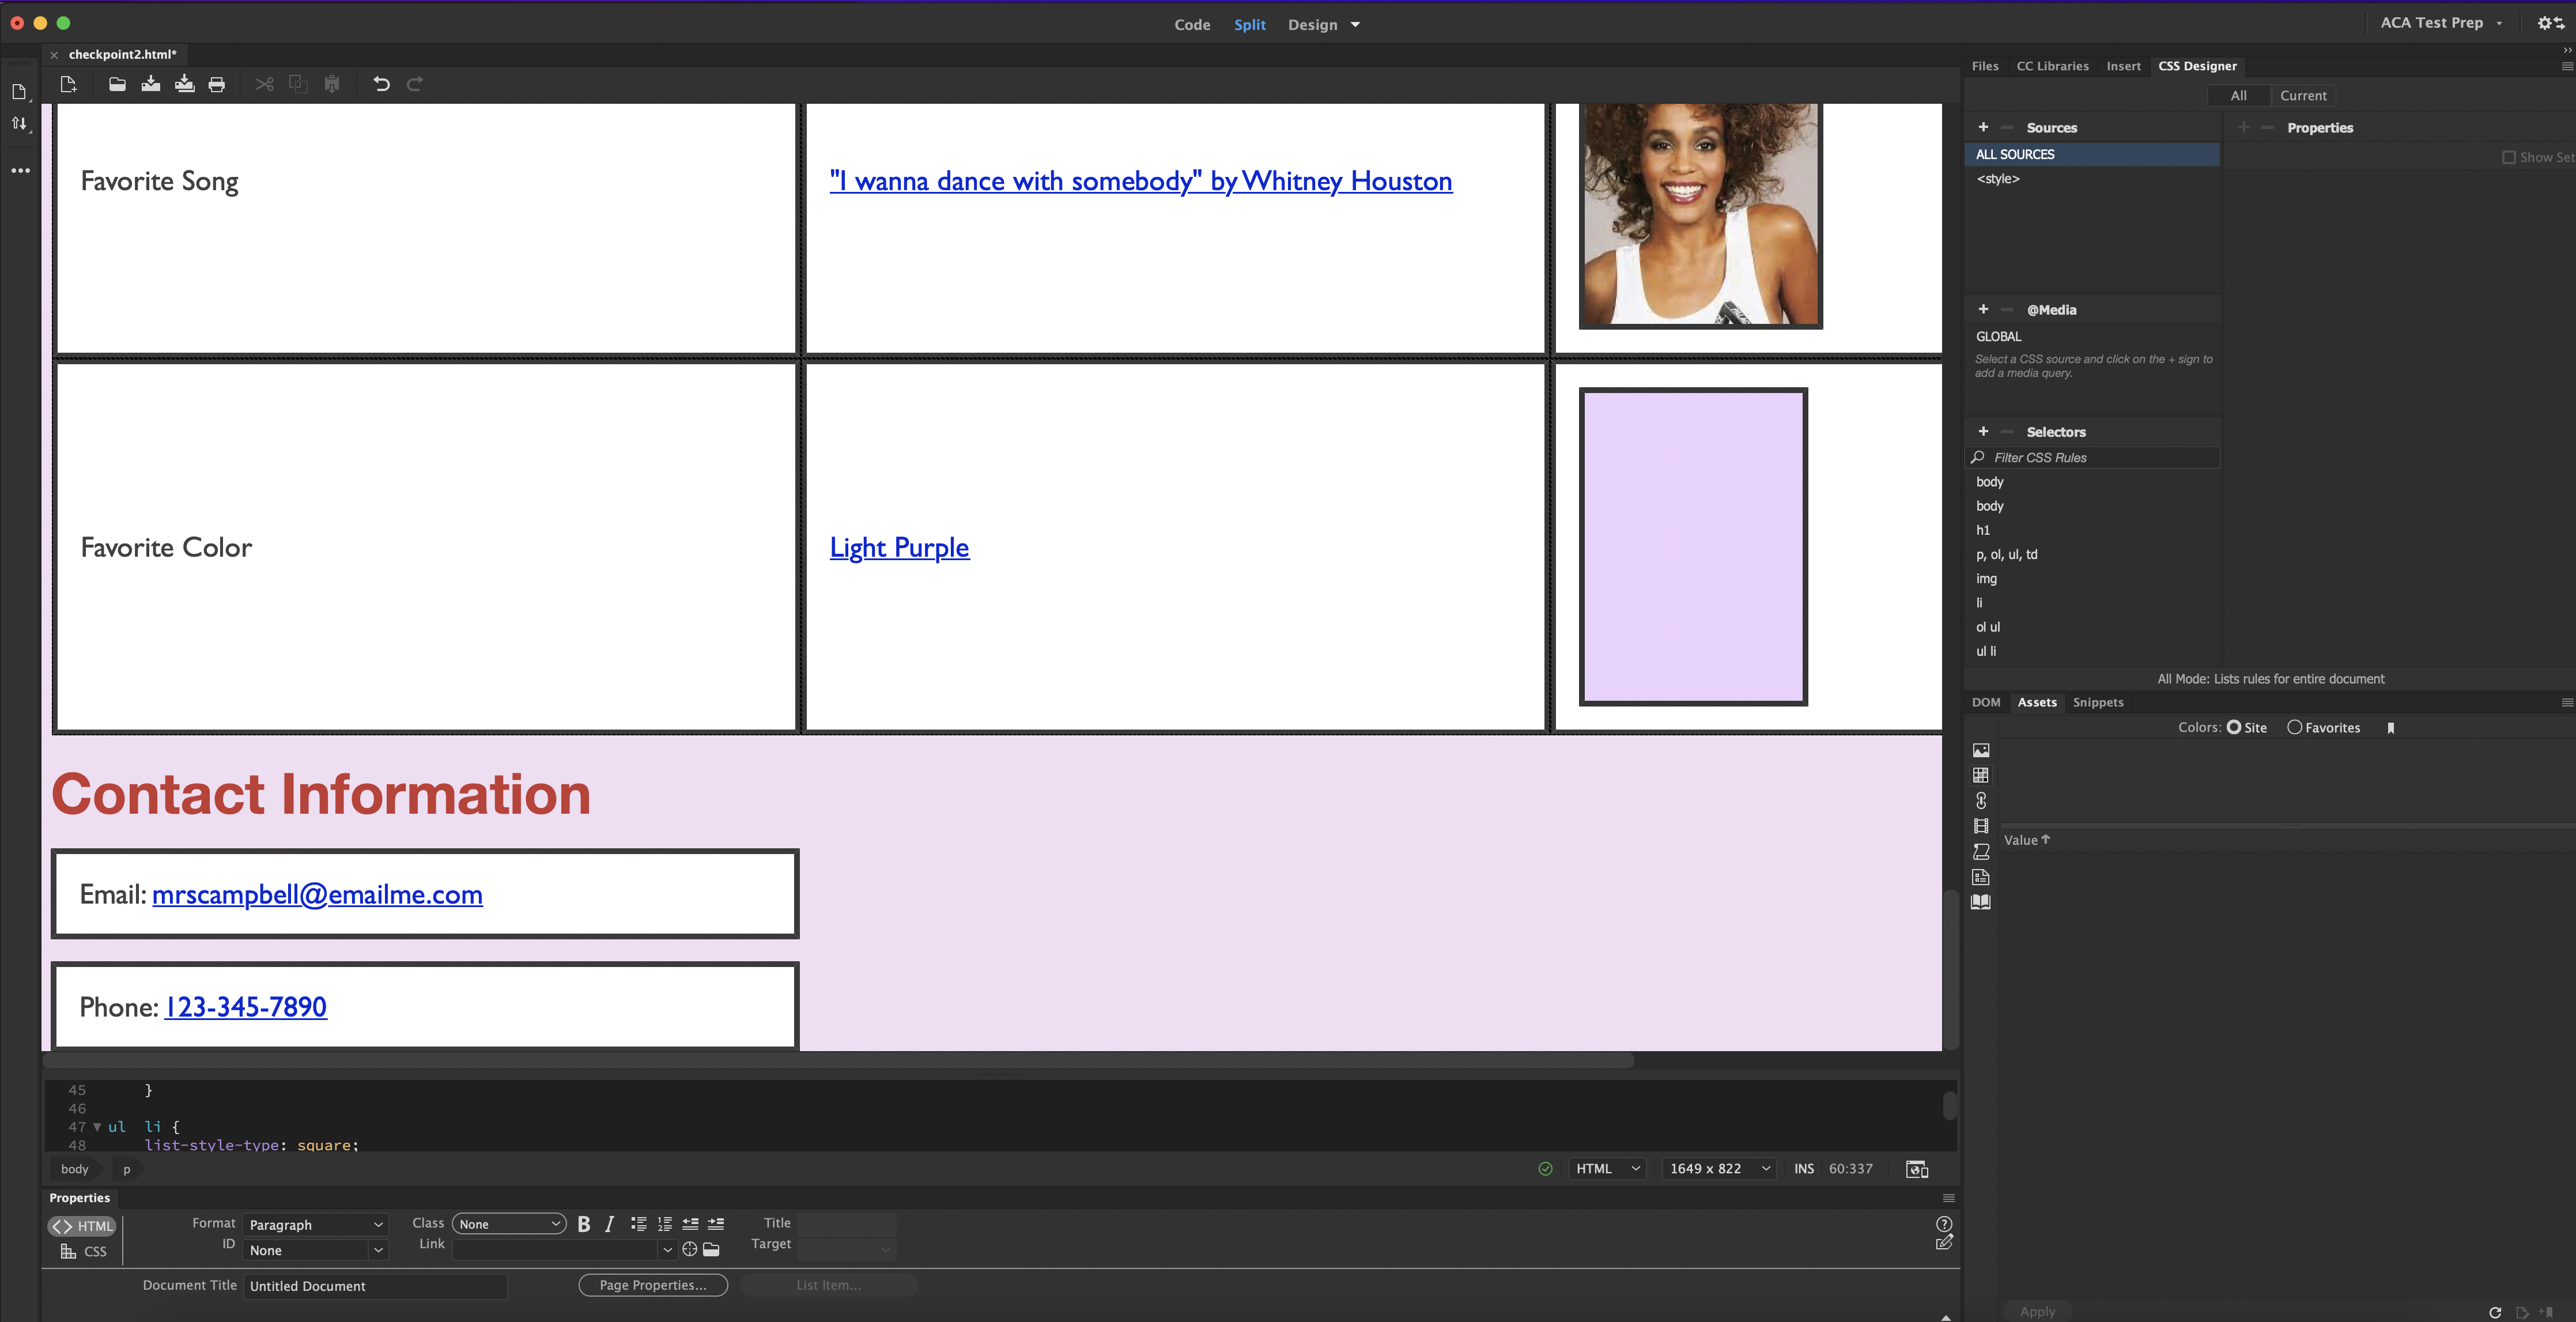 Code Split Design
ACA Test Prep
checkpoint2.html*
Files CC Libraries Insert CSS Designer
All Current
Sources
Properties
ALL SOURCES
Show Set
<style>
@Media
GLOBAL
Select a CSS source and click on the + sign to
add a media query.
Selectors
Filter CSS Rules
body
body
h1
p, ol, ul, td
img
li
ol ul
ul li
All Mode: Lists rules for entire document
DOM Assets Snippets
Colors: Site Favorites
Value
Apply
Favorite Song
"I wanna dance with somebody" by Whitney Houston
Favorite Color
Light Purple
Contact Information
Email: mrscampbell@emailme.com
Phone: 123-345-7890
45 }
46
47 ul li {
48 list-style-type: square;
body p
HTML 1649 x 822 INS 60:337
Properties
<> HTML Format Paragraph Class None B I Title
CSS ID None Link Target
Document Title Untitled Document Page Properties... List Item...